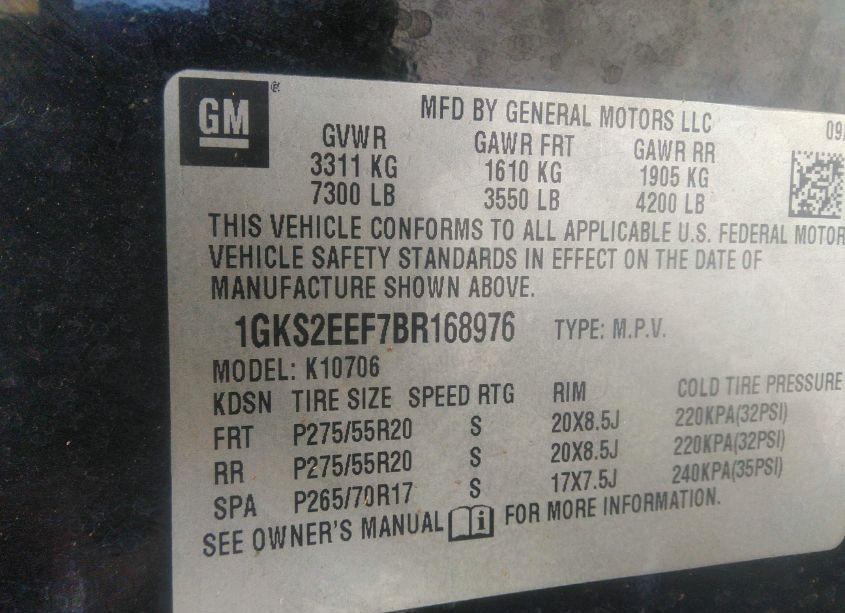 GM ®
MFD BY GENERAL MOTORS LLC
09/
GVWR GAWR FRT GAWR RR
3311 KG 1610 KG 1905 KG
7300 LB 3550 LB 4200 LB
THIS VEHICLE CONFORMS TO ALL APPLICABLE U.S. FEDERAL MOTOR
VEHICLE SAFETY STANDARDS IN EFFECT ON THE DATE OF
MANUFACTURE SHOWN ABOVE.
1GKS2EEF7BR168976 TYPE: M.P.V.
MODEL: K10706
KDSN TIRE SIZE SPEED RTG RIM COLD TIRE PRESSURE
FRT P275/55R20 S 20X8.5J 220KPA(32PSI)
RR P275/55R20 S 20X8.5J 220KPA(32PSI)
SPA P265/70R17 S 17X7.5J 240KPA(35PSI)
SEE OWNER'S MANUAL i FOR MORE INFORMATION.